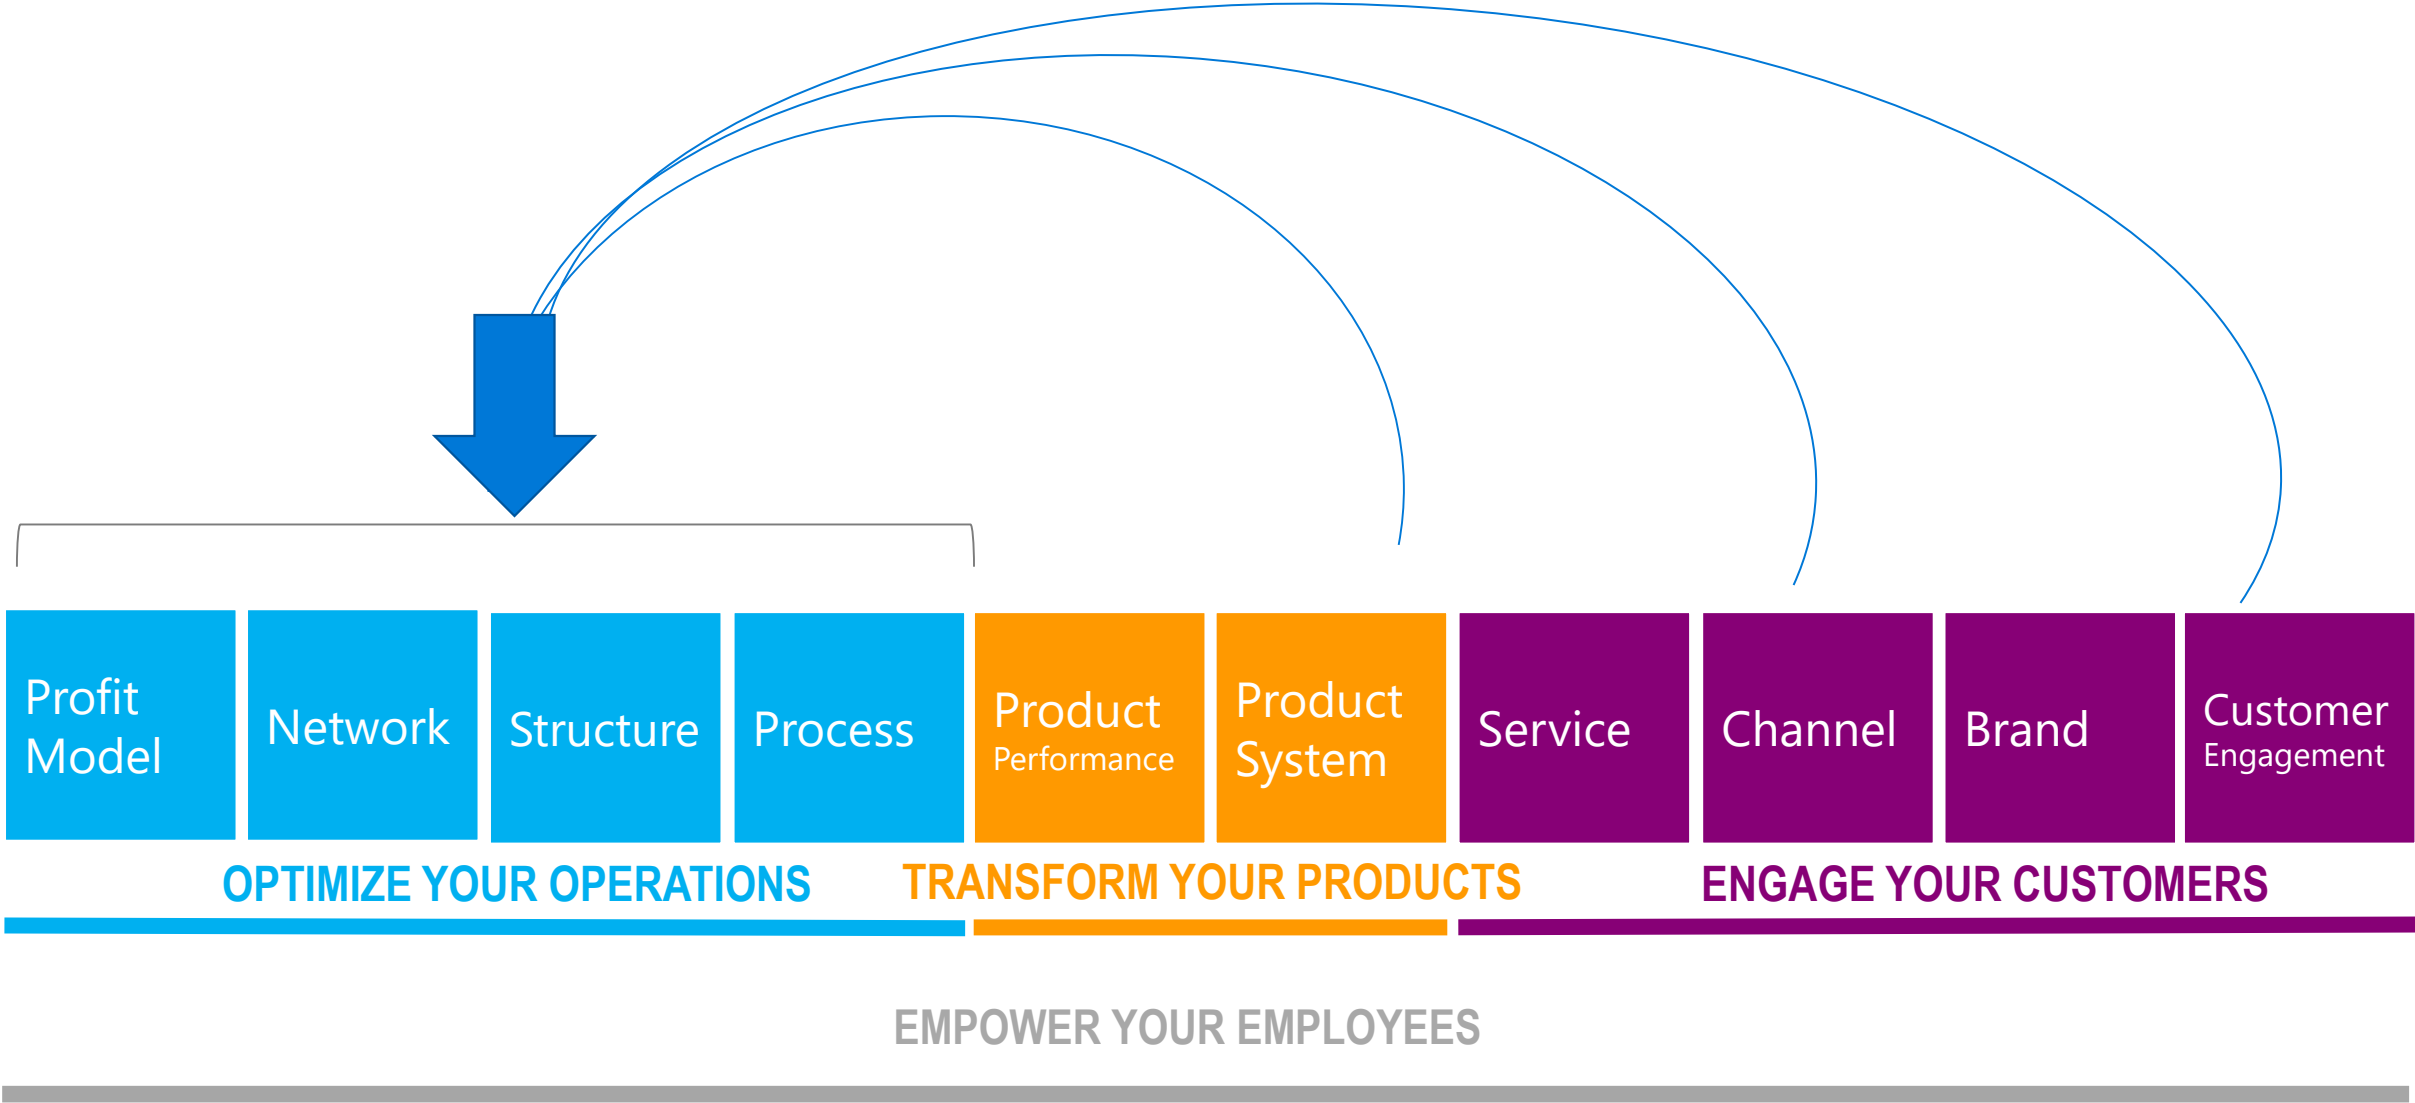 Profit
Model
Network
Structure
Process
Product
Performance
Product
System
Service
Channel
Brand
Customer
Engagement
OPTIMIZE YOUR OPERATIONS
TRANSFORM YOUR PRODUCTS
ENGAGE YOUR CUSTOMERS
EMPOWER YOUR EMPLOYEES